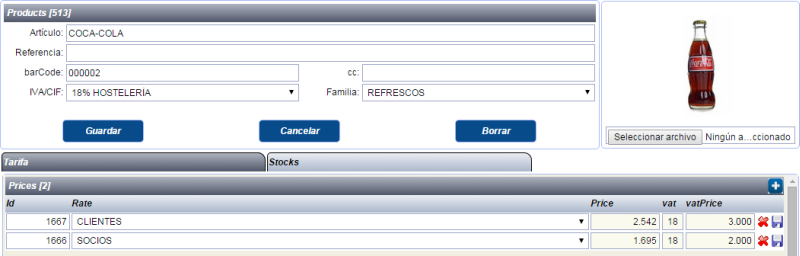 Products [513]
Artículo: COCA-COLA
Referencia:
barCode: 000002 cc:
IVA/CIF: 18% HOSTELERIA Familia: REFRESCOS
Guardar Cancelar Borrar
Coca-Cola
Seleccionar archivo Ningún a...ccionado
Tarifa Stocks
Prices [2]
Id Rate Price vat vatPrice
1667 CLIENTES 2.542 18 3.000
1666 SOCIOS 1.695 18 2.000